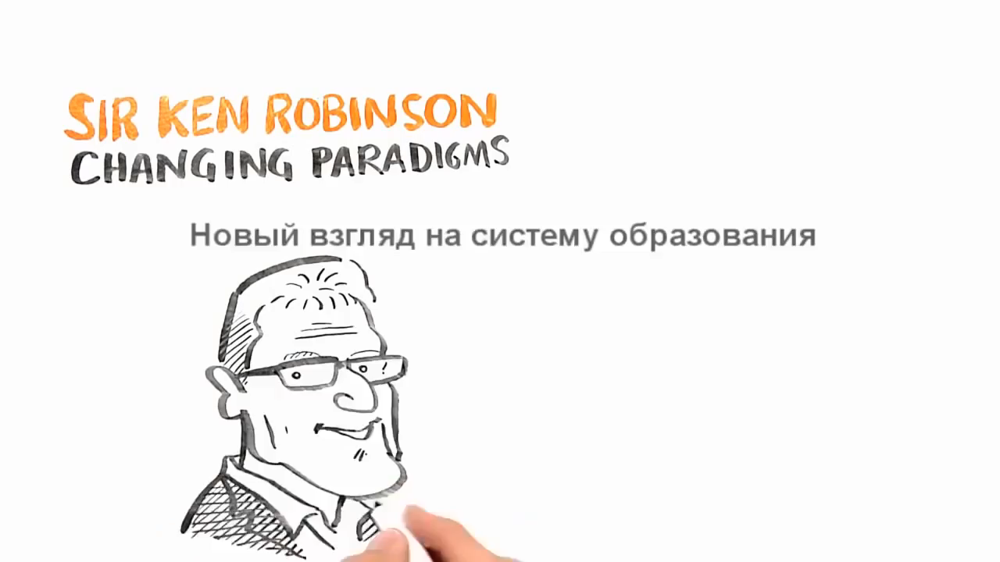 SIR KEN ROBINSON
CHANGING PARADIGMS
Новый взгляд на систему образования